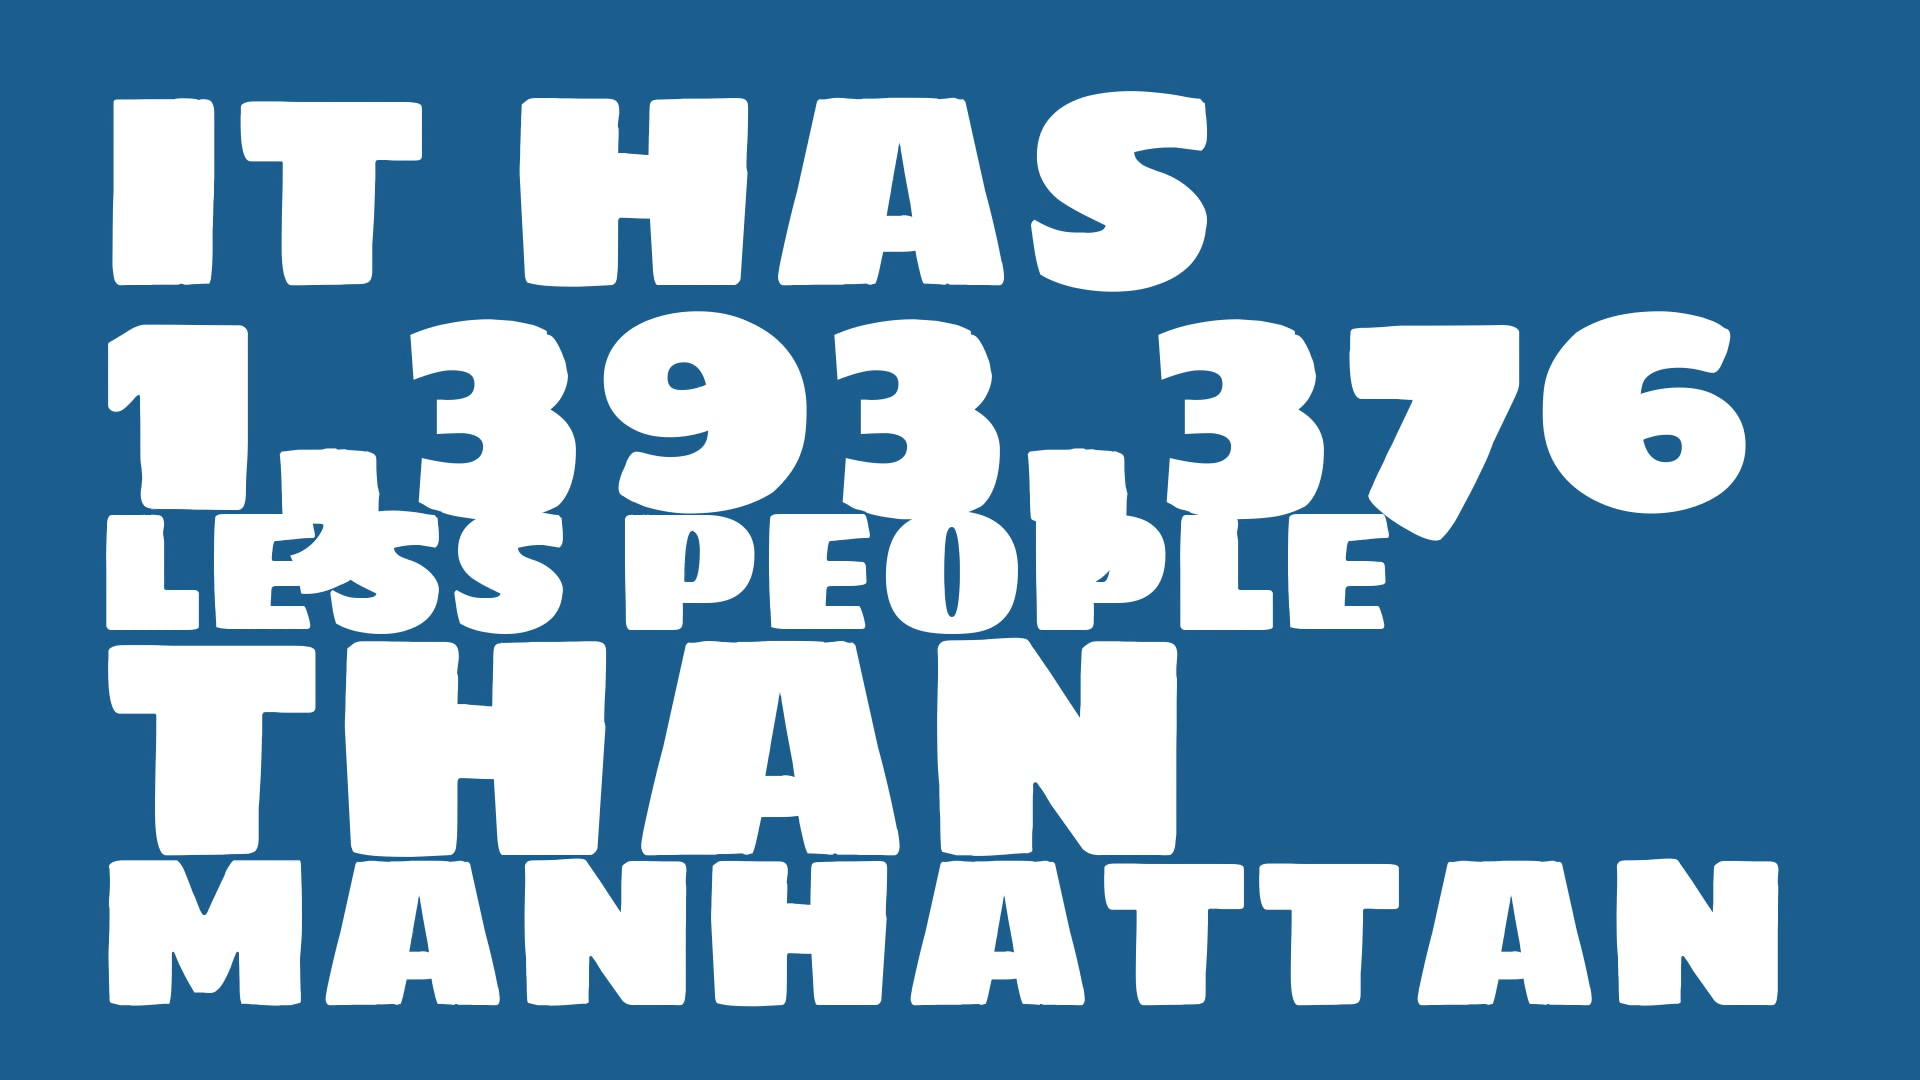 IT HAS
1,393,376
LESS PEOPLE
THAN
MANHATTAN